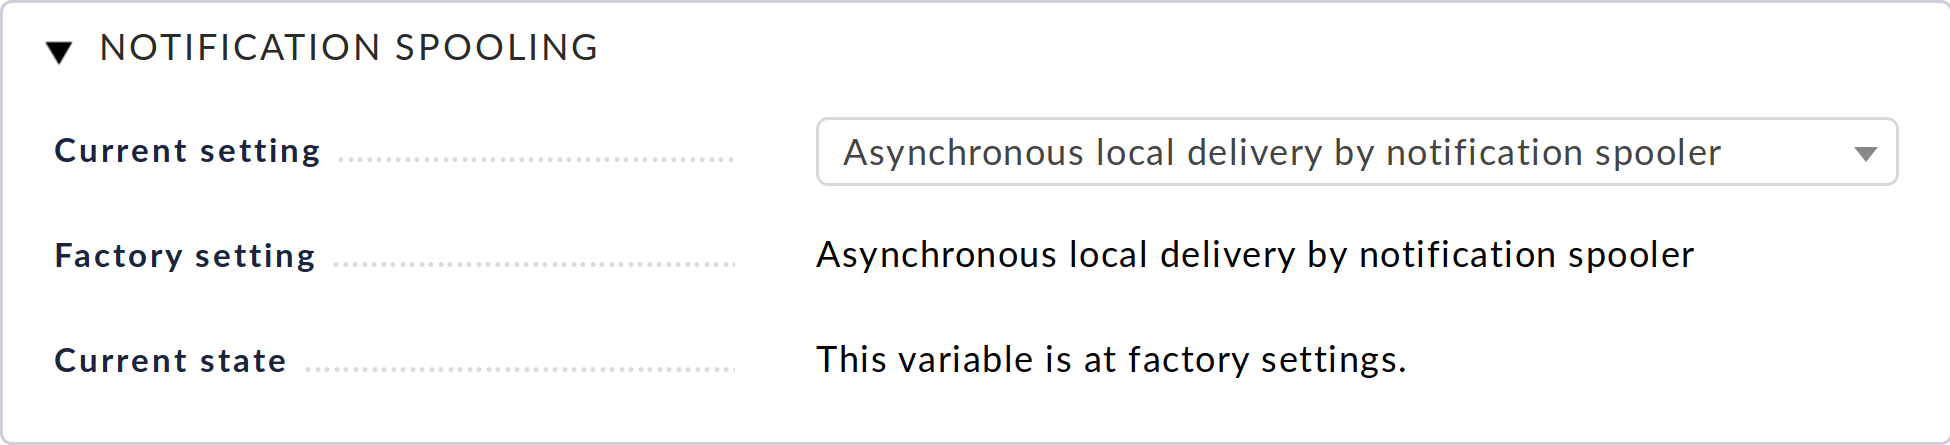 NOTIFICATION SPOOLING
Current setting Asynchronous local delivery by notification spooler
Factory setting Asynchronous local delivery by notification spooler
Current state This variable is at factory settings.